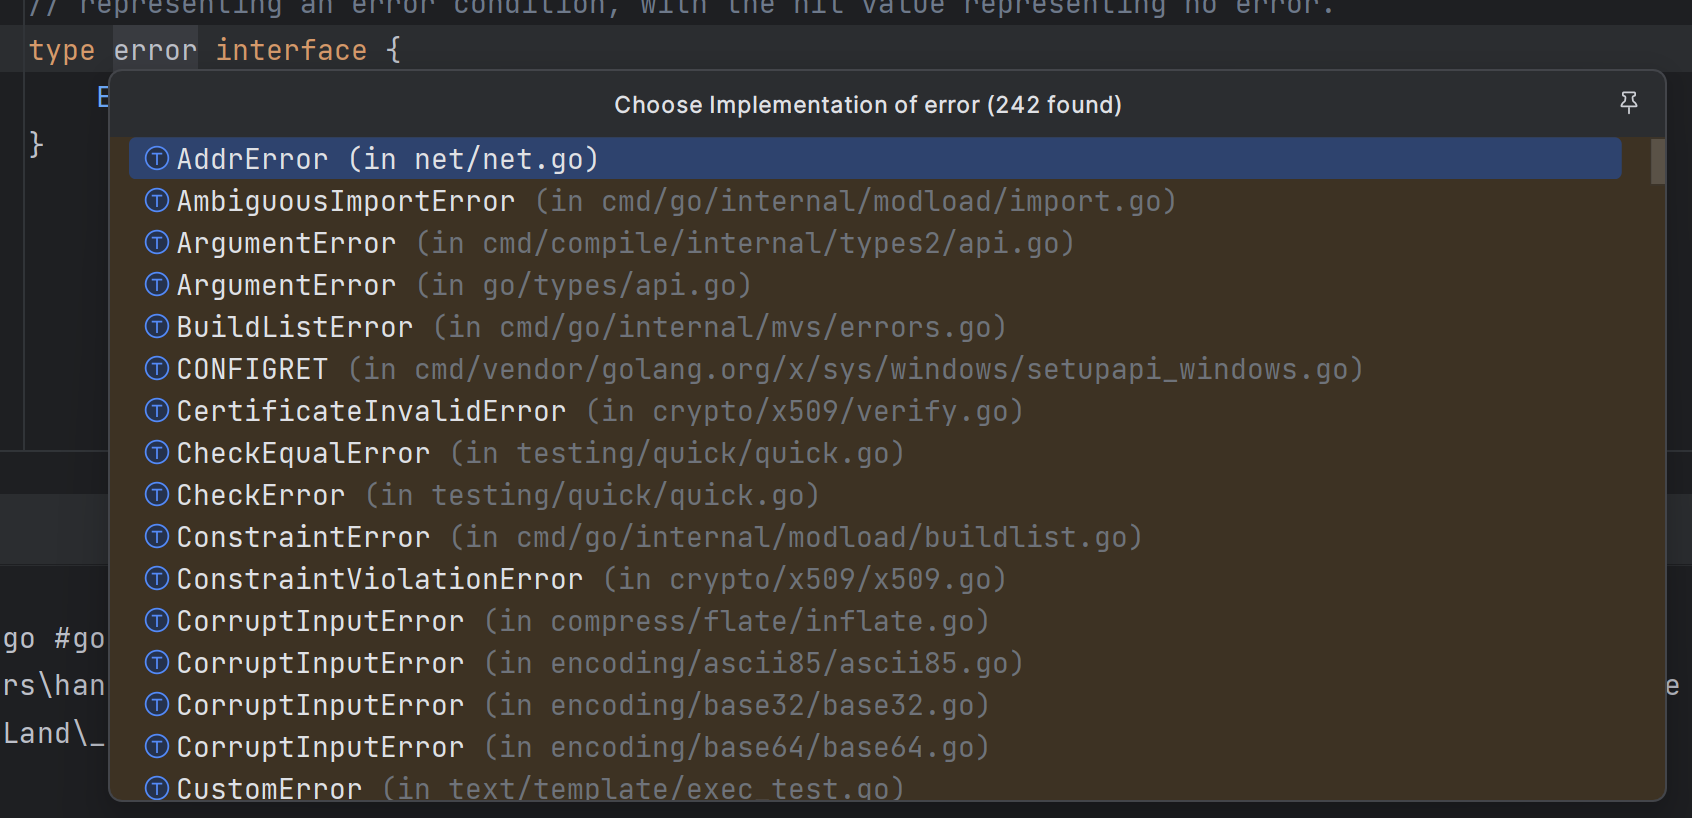 // representing an error condition, with the nil value representing no error.
type error interface {
E
}
Choose Implementation of error (242 found)
AddrError (in net/net.go)
AmbiguousImportError (in cmd/go/internal/modload/import.go)
ArgumentError (in cmd/compile/internal/types2/api.go)
ArgumentError (in go/types/api.go)
BuildListError (in cmd/go/internal/mvs/errors.go)
CONFIGRET (in cmd/vendor/golang.org/x/sys/windows/setupapi_windows.go)
CertificateInvalidError (in crypto/x509/verify.go)
CheckEqualError (in testing/quick/quick.go)
CheckError (in testing/quick/quick.go)
ConstraintError (in cmd/go/internal/modload/buildlist.go)
ConstraintViolationError (in crypto/x509/x509.go)
CorruptInputError (in compress/flate/inflate.go)
CorruptInputError (in encoding/ascii85/ascii85.go)
CorruptInputError (in encoding/base32/base32.go)
CorruptInputError (in encoding/base64/base64.go)
CustomError (in text/template/exec_test.go)
go #go
rs\han
e
Land\_